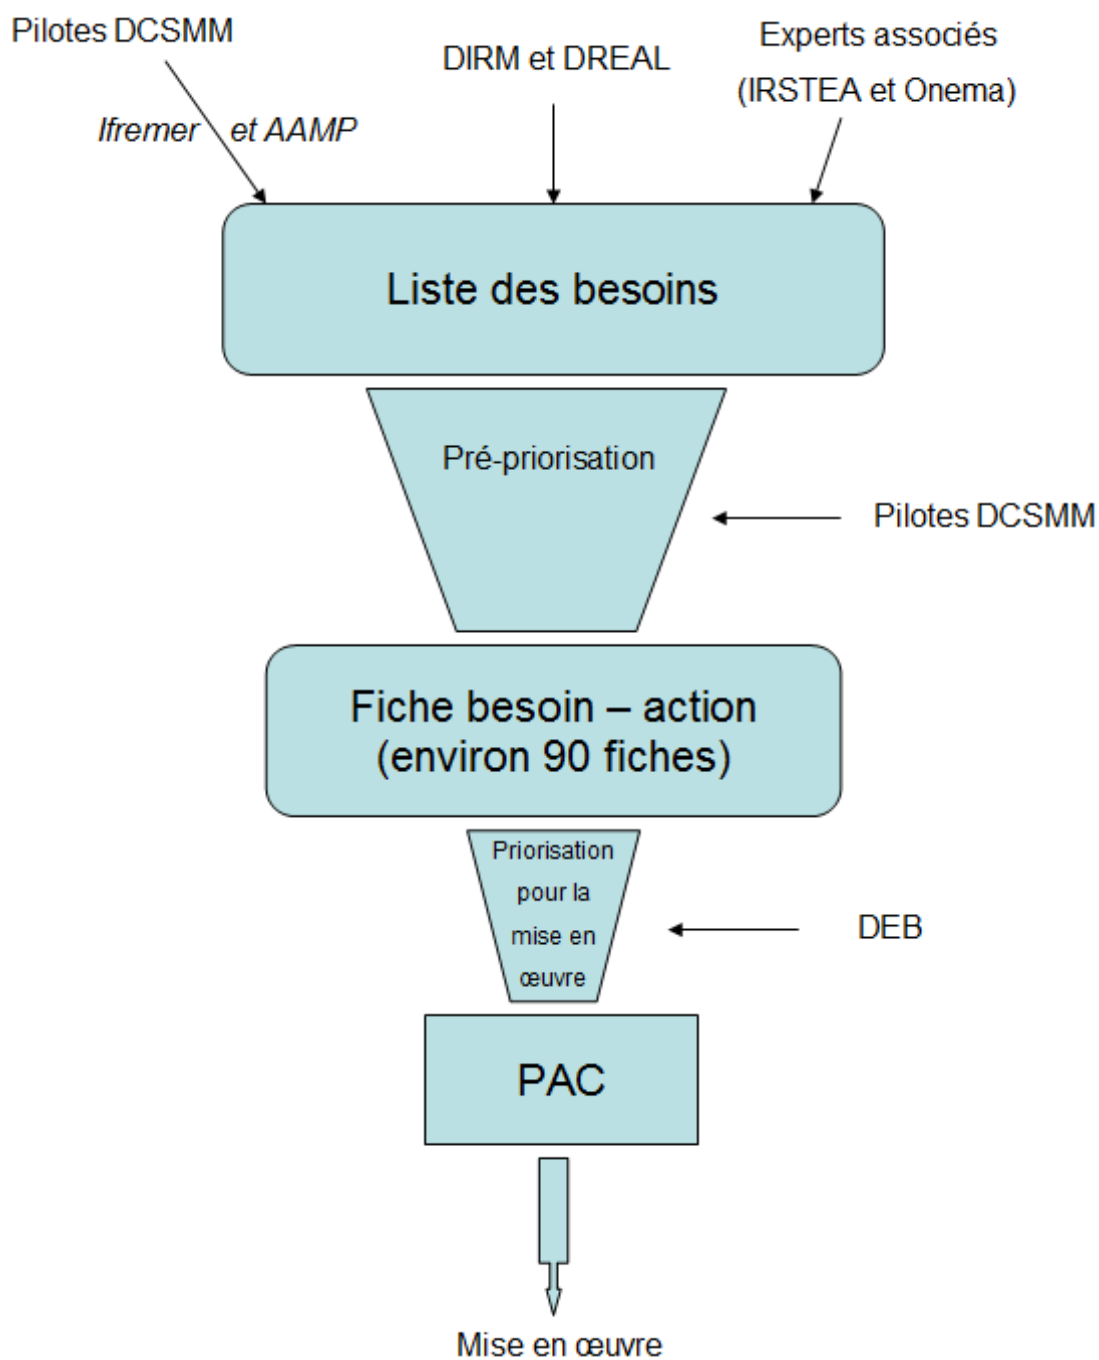 Pilotes DCSMM
DIRM et DREAL
Experts associés
(IRSTEA et Onema)
Ifremer et AAMP
Liste des besoins
Pré-priorisation
Pilotes DCSMM
Fiche besoin – action
(environ 90 fiches)
Priorisation
pour la
mise en
œuvre
DEB
PAC
Mise en œuvre